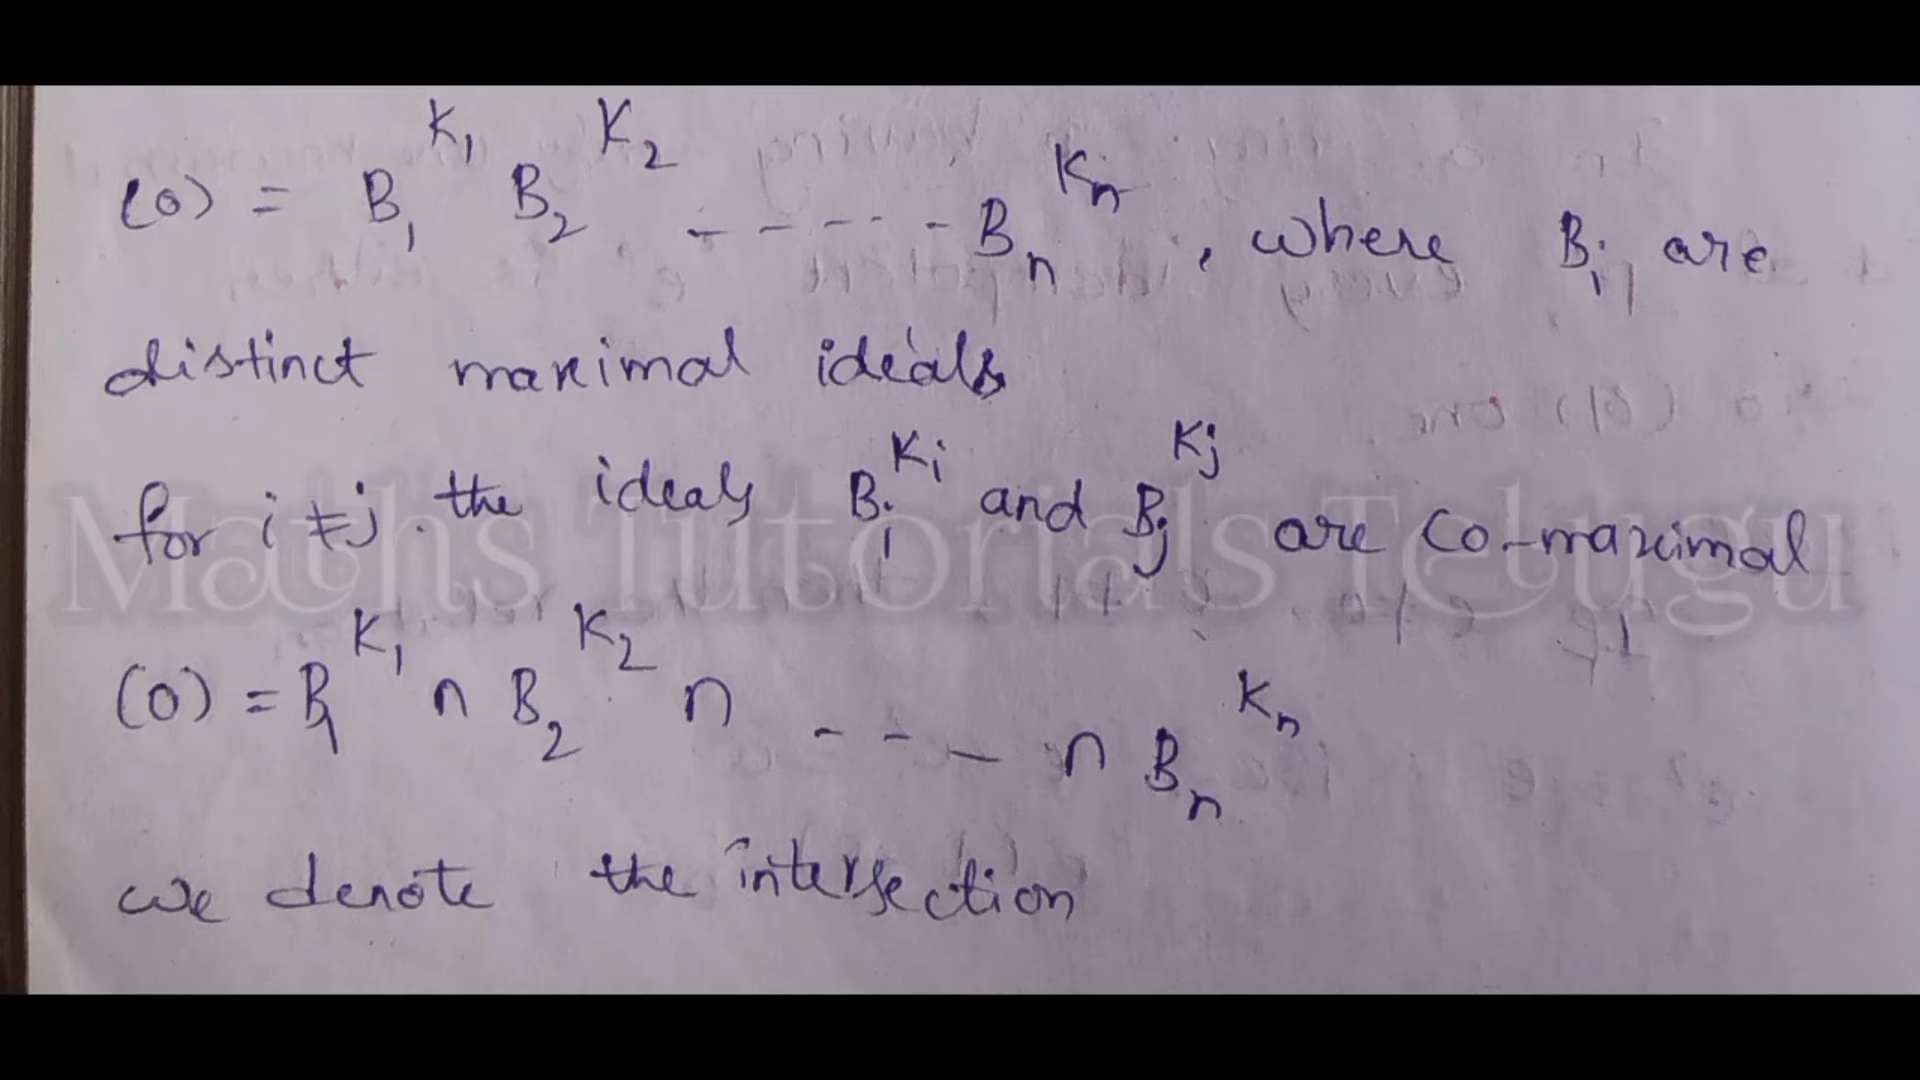 (0) = B₁^K₁ B₂^K₂ ------ Bₙ^Kₙ, where Bᵢ are
distinct maximal ideals
for i ≠ j. the ideals Bᵢ^Kᵢ and Bⱼ^Kⱼ are co-maximal
Maths Tutorials Telugu
(0) = B₁^K₁ ∩ B₂^K₂ ∩ --- ∩ Bₙ^Kₙ
we denote the intersection